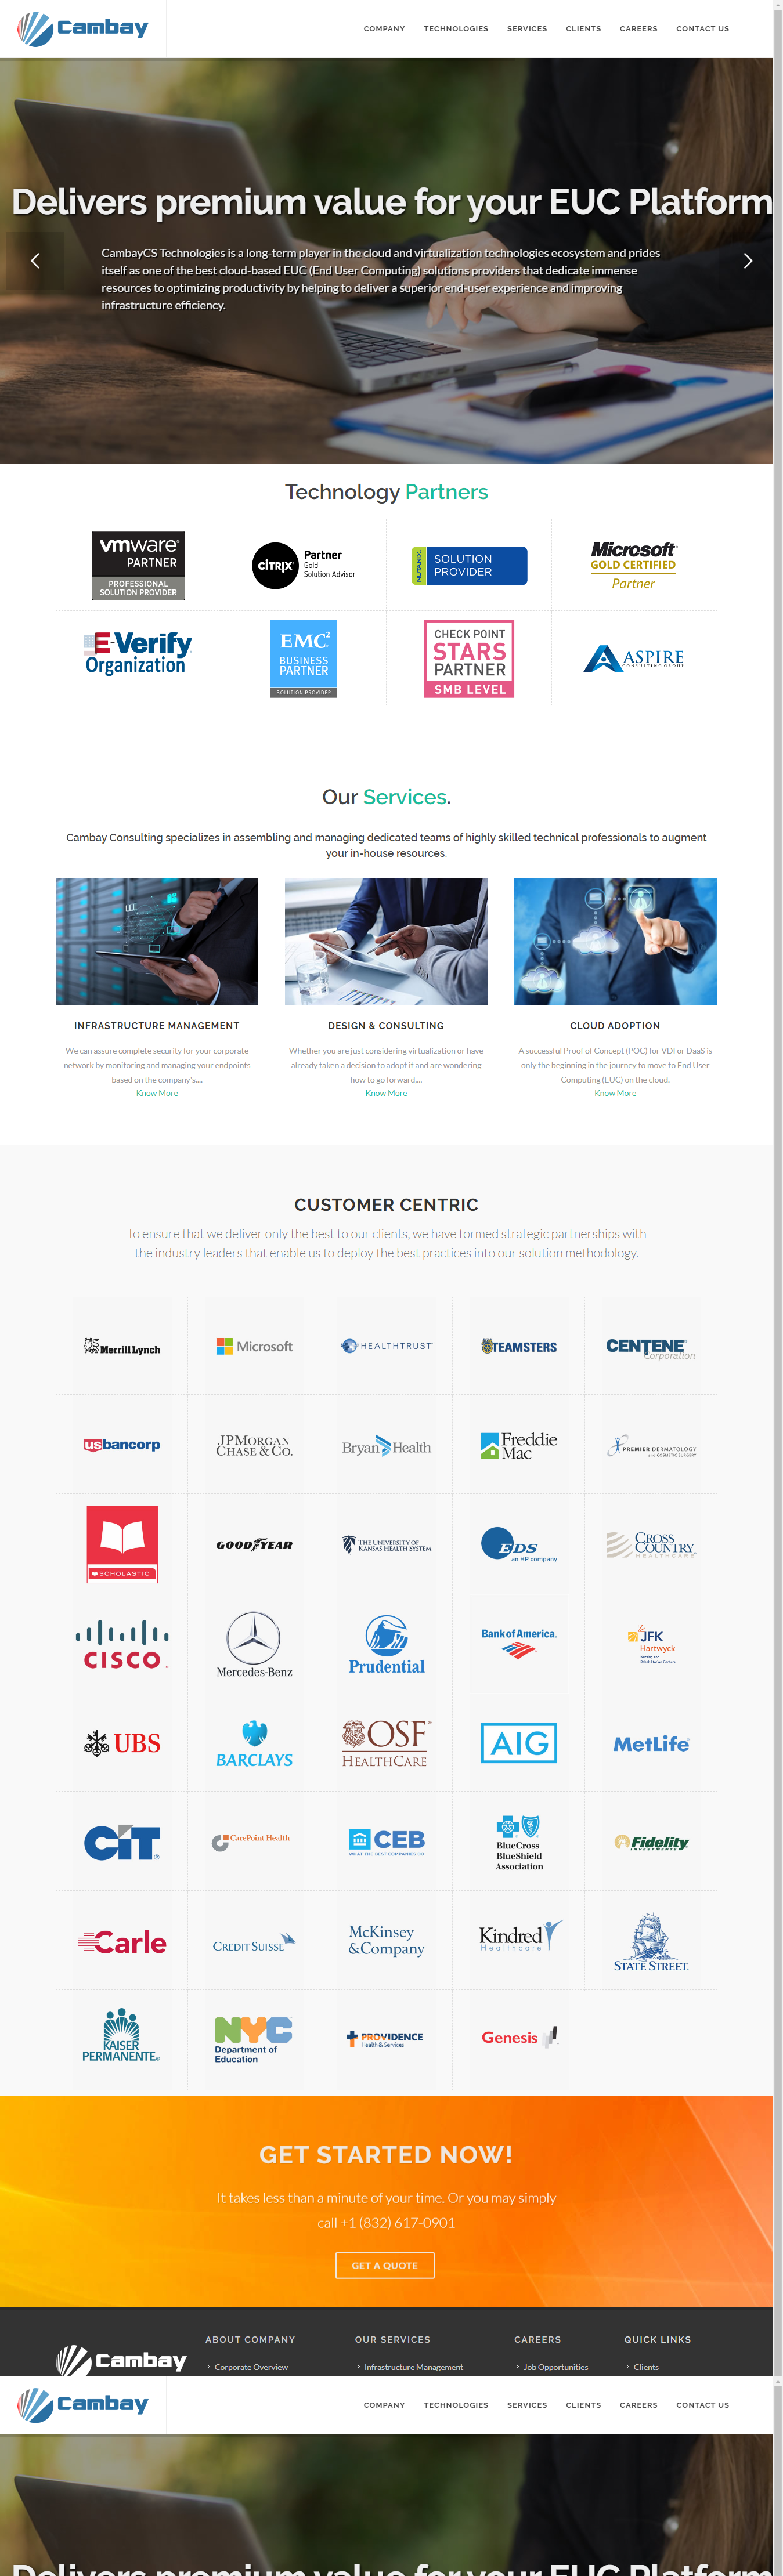 Cambay
COMPANY TECHNOLOGIES SERVICES CLIENTS CAREERS CONTACT US
Delivers premium value for your EUC Platform
CambayCS Technologies is a long-term player in the cloud and virtualization technologies ecosystem and prides
itself as one of the best cloud-based EUC (End User Computing) solutions providers that dedicate immense
resources to optimizing productivity by helping to deliver a superior end-user experience and improving
infrastructure efficiency.
Technology Partners
vmware
PARTNER
PROFESSIONAL
SOLUTION PROVIDER
CITRIX
Partner
Gold
Solution Advisor
NUTANIX
SOLUTION
PROVIDER
Microsoft
GOLD CERTIFIED
Partner
E-Verify
Organization
EMC2
BUSINESS
PARTNER
SOLUTION PROVIDER
CHECK POINT
STARS
PARTNER
SMB LEVEL
ASPIRE
CONSULTING GROUP
Our Services.
Cambay Consulting specializes in assembling and managing dedicated teams of highly skilled technical professionals to augment
your in-house resources.
INFRASTRUCTURE MANAGEMENT
We can assure complete security for your corporate
network by monitoring and managing your endpoints
based on the company's....
Know More
DESIGN & CONSULTING
Whether you are just considering virtualization or have
already taken a decision to adopt it and are wondering
how to go forward,...
Know More
CLOUD ADOPTION
A successful Proof of Concept (POC) for VDI or DaaS is
only the beginning in the journey to move to End User
Computing (EUC) on the cloud.
Know More
CUSTOMER CENTRIC
To ensure that we deliver only the best to our clients, we have formed strategic partnerships with
the industry leaders that enable us to deploy the best practices into our solution methodology.
Merrill Lynch
Microsoft
HEALTHTRUST
TEAMSTERS
CENTENE
Corporation
usbancorp
JPMORGAN
CHASE & CO.
Bryan Health
Freddie
Mac
PREMIER DERMATOLOGY
and COSMETIC SURGERY
SCHOLASTIC
GOODYEAR
THE UNIVERSITY OF
KANSAS HEALTH SYSTEM
EDS
an HP company
CROSS
COUNTRY
HEALTHCARE
CISCO
Mercedes-Benz
Prudential
Bank of America
JFK
Hartwyck
Nursing and
Rehabilitation Centers
UBS
BARCLAYS
OSF
HEALTHCARE
AIG
MetLife
CIT
CarePoint Health
CEB
WHAT THE BEST COMPANIES DO
BlueCross
BlueShield
Association
Fidelity
INVESTMENTS
Carle
CREDIT SUISSE
McKinsey
&Company
Kindred
Healthcare
STATE STREET.
KAISER
PERMANENTE
NYC
Department of
Education
PROVIDENCE
Health & Services
Genesis
GET STARTED NOW!
It takes less than a minute of your time. Or you may simply
call +1 (832) 617-0901
GET A QUOTE
Cambay
ABOUT COMPANY
Corporate Overview
OUR SERVICES
Infrastructure Management
CAREERS
Job Opportunities
QUICK LINKS
Clients
Cambay
COMPANY TECHNOLOGIES SERVICES CLIENTS CAREERS CONTACT US
Delivers premium value for your EUC Platform